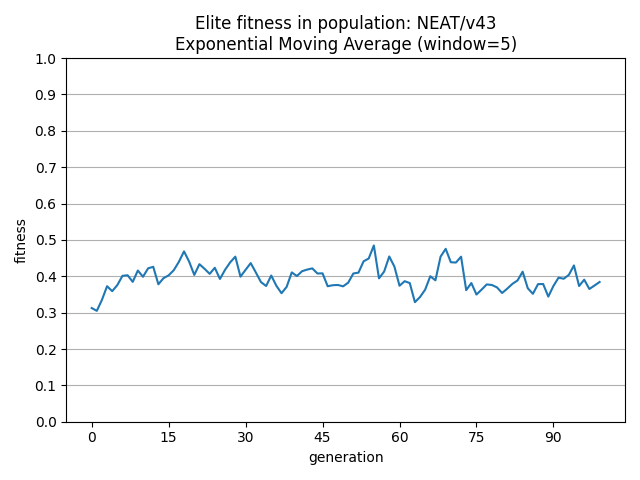 Elite fitness in population: NEAT/v43
Exponential Moving Average (window=5)
1.0
0.9
0.8
0.7
0.6
0.5
0.4
0.3
0.2
0.1
0.0
fitness
0 15 30 45 60 75 90
generation